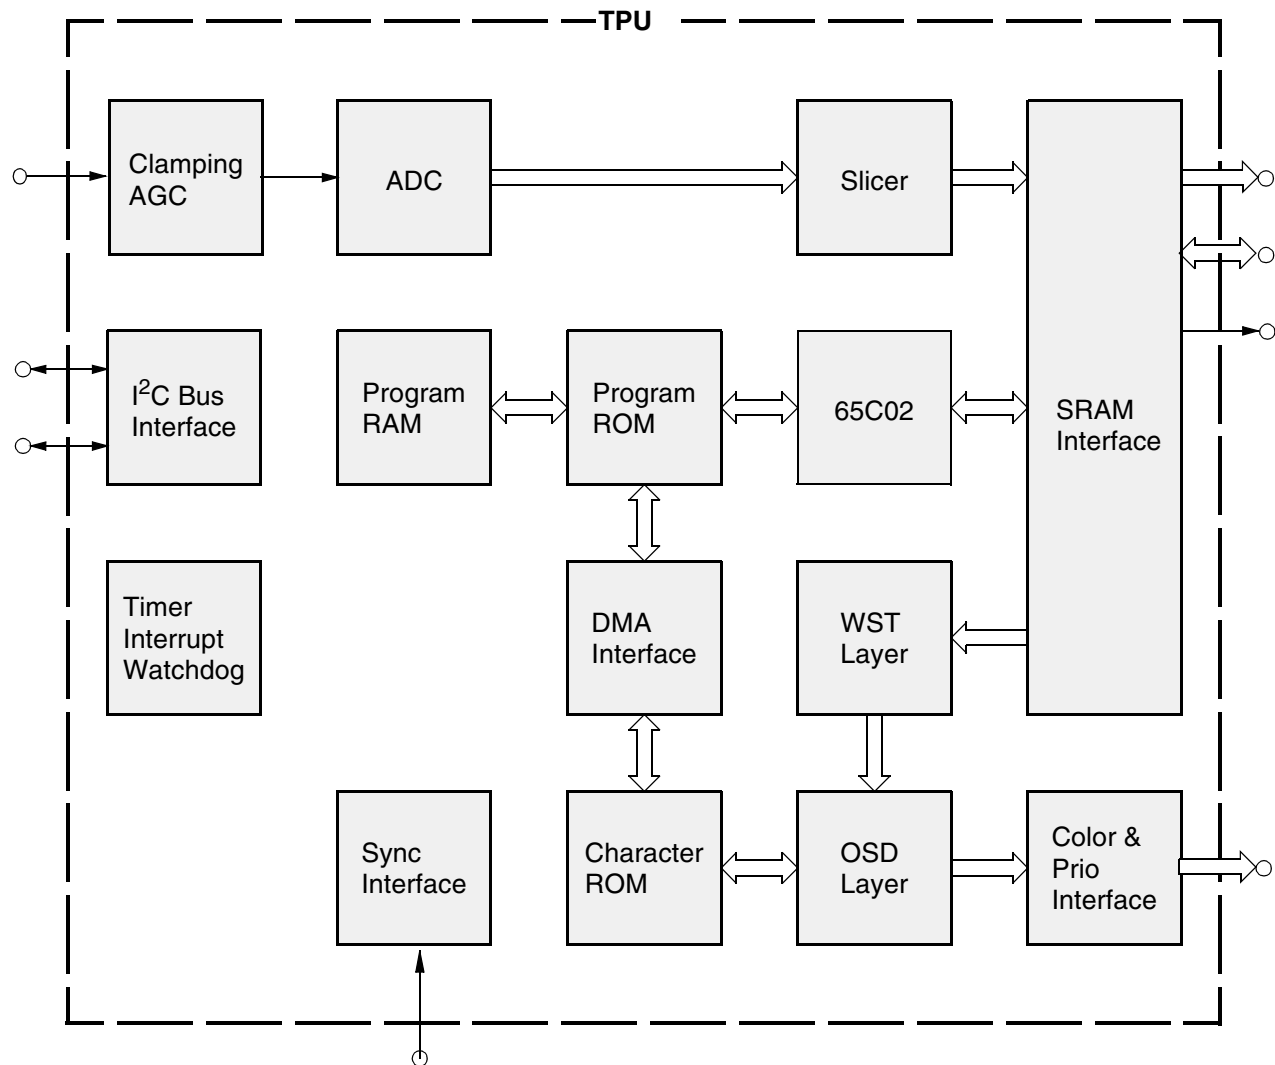 TPU
Clamping
AGC
ADC
Slicer
SRAM
Interface
I²C Bus
Interface
Program
RAM
Program
ROM
65C02
Timer
Interrupt
Watchdog
DMA
Interface
WST
Layer
Sync
Interface
Character
ROM
OSD
Layer
Color &
Prio
Interface